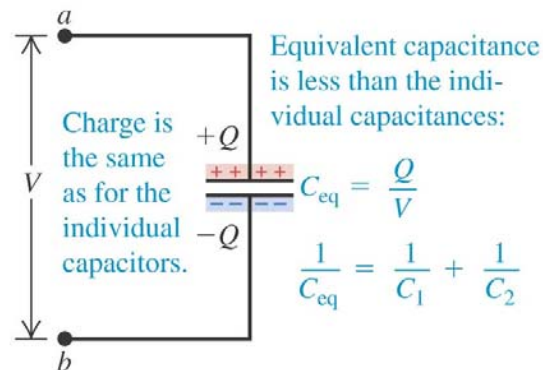 a
Equivalent capacitance
is less than the indi-
vidual capacitances:
Charge is
the same
as for the
individual
capacitors.
V
+Q
+ + + +
− − − −
−Q
C_eq = Q/V
1/C_eq = 1/C_1 + 1/C_2
b